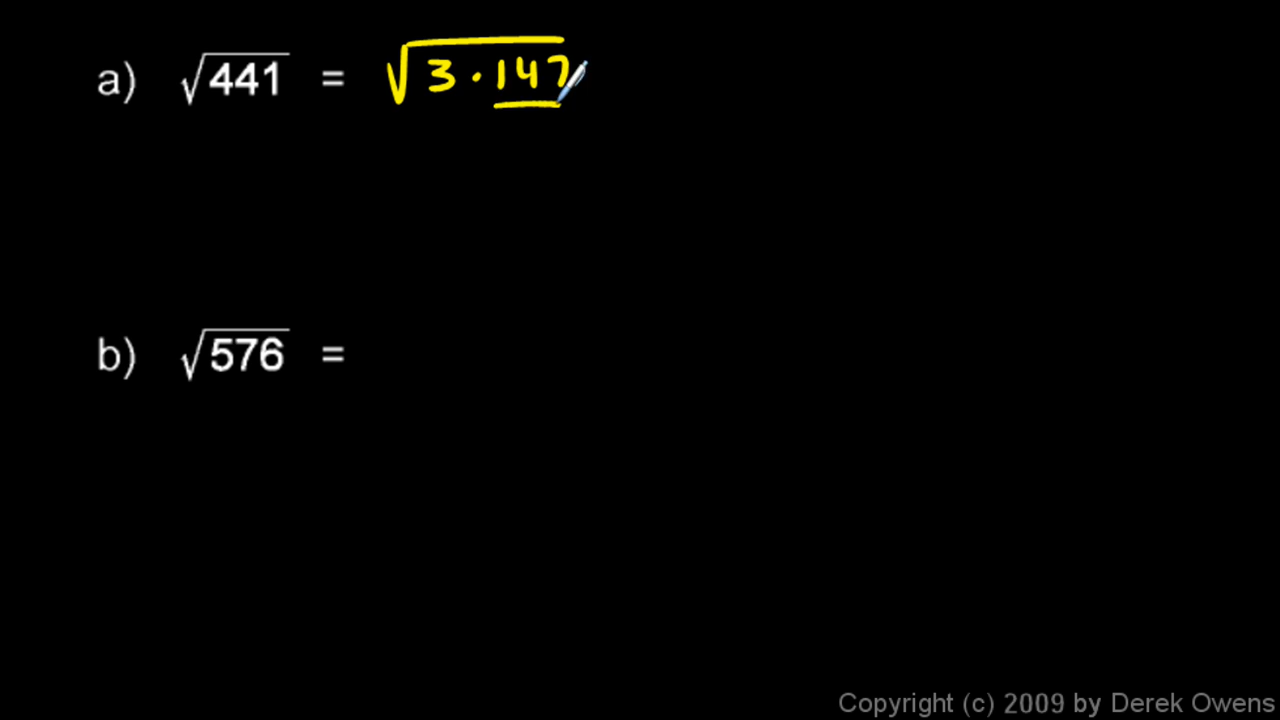 a) √441 = √3·147
b) √576 =
Copyright (c) 2009 by Derek Owens